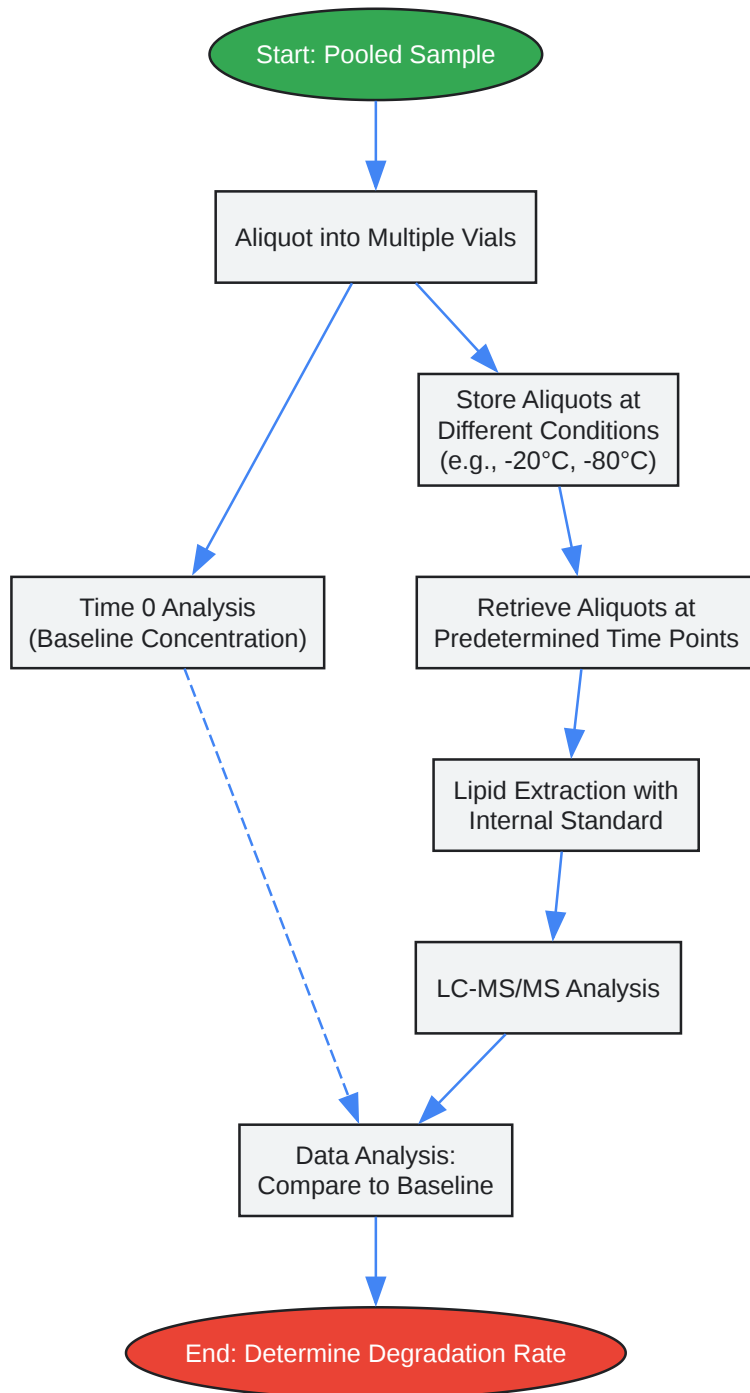 Start: Pooled Sample
Aliquot into Multiple Vials
Store Aliquots at
Different Conditions
(e.g., -20°C, -80°C)
Time 0 Analysis
(Baseline Concentration)
Retrieve Aliquots at
Predetermined Time Points
Lipid Extraction with
Internal Standard
LC-MS/MS Analysis
Data Analysis:
Compare to Baseline
End: Determine Degradation Rate